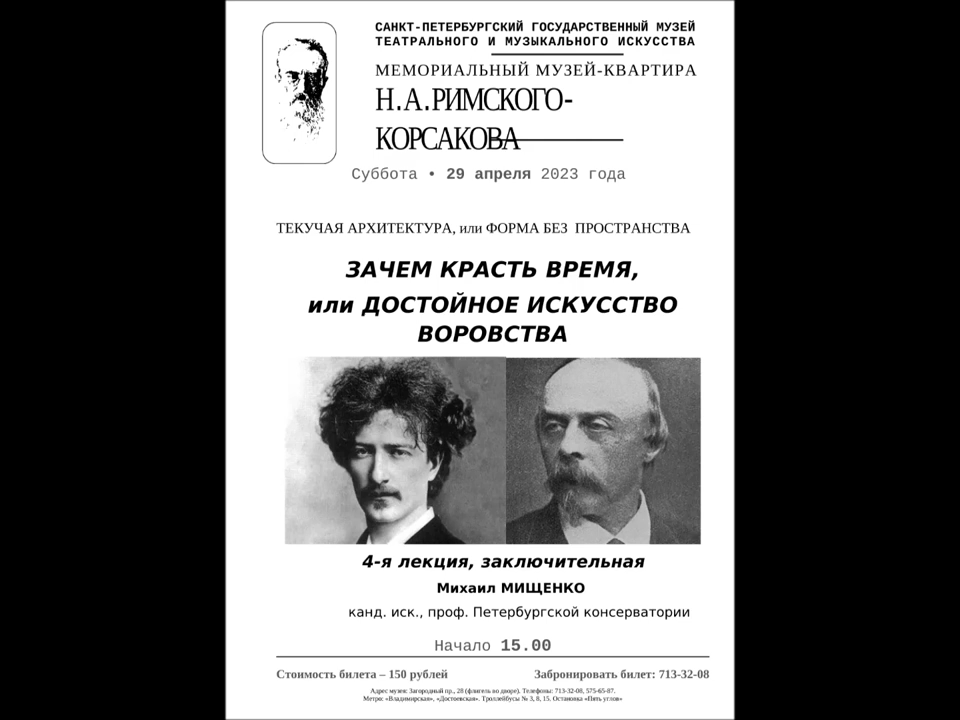 САНКТ-ПЕТЕРБУРГСКИЙ ГОСУДАРСТВЕННЫЙ МУЗЕЙ
ТЕАТРАЛЬНОГО И МУЗЫКАЛЬНОГО ИСКУССТВА
МЕМОРИАЛЬНЫЙ МУЗЕЙ-КВАРТИРА
Н.А.РИМСКОГО-
КОРСАКОВА
Суббота • 29 апреля 2023 года
ТЕКУЧАЯ АРХИТЕКТУРА, или ФОРМА БЕЗ ПРОСТРАНСТВА
ЗАЧЕМ КРАСТЬ ВРЕМЯ,
или ДОСТОЙНОЕ ИСКУССТВО
ВОРОВСТВА
4-я лекция, заключительная
Михаил МИЩЕНКО
канд. иск., проф. Петербургской консерватории
Начало 15.00
Стоимость билета – 150 рублей Забронировать билет: 713-32-08
Адрес музея: Загородный пр., 28 (флигель во дворе). Телефоны: 713-32-08, 575-65-87.
Метро: «Владимирская», «Достоевская». Троллейбусы № 3, 8, 15. Остановка «Пять углов»